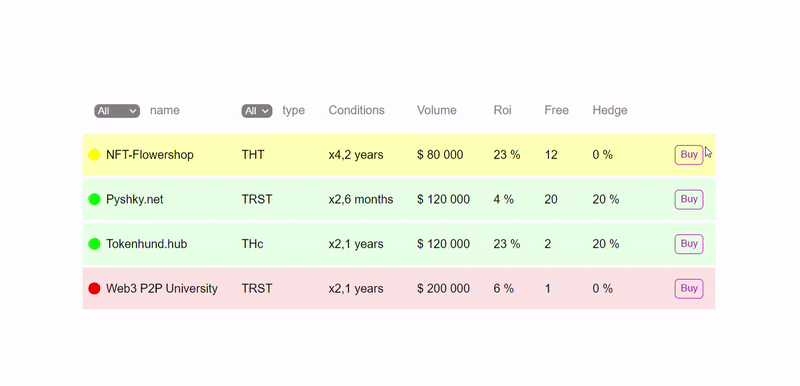 All name All type Conditions Volume Roi Free Hedge
NFT-Flowershop THT x4,2 years $ 80 000 23 % 12 0 % Buy
Pyshky.net TRST x2,6 months $ 120 000 4 % 20 20 % Buy
Tokenhund.hub THc x2,1 years $ 120 000 23 % 2 20 % Buy
Web3 P2P University TRST x2,1 years $ 200 000 6 % 1 0 % Buy